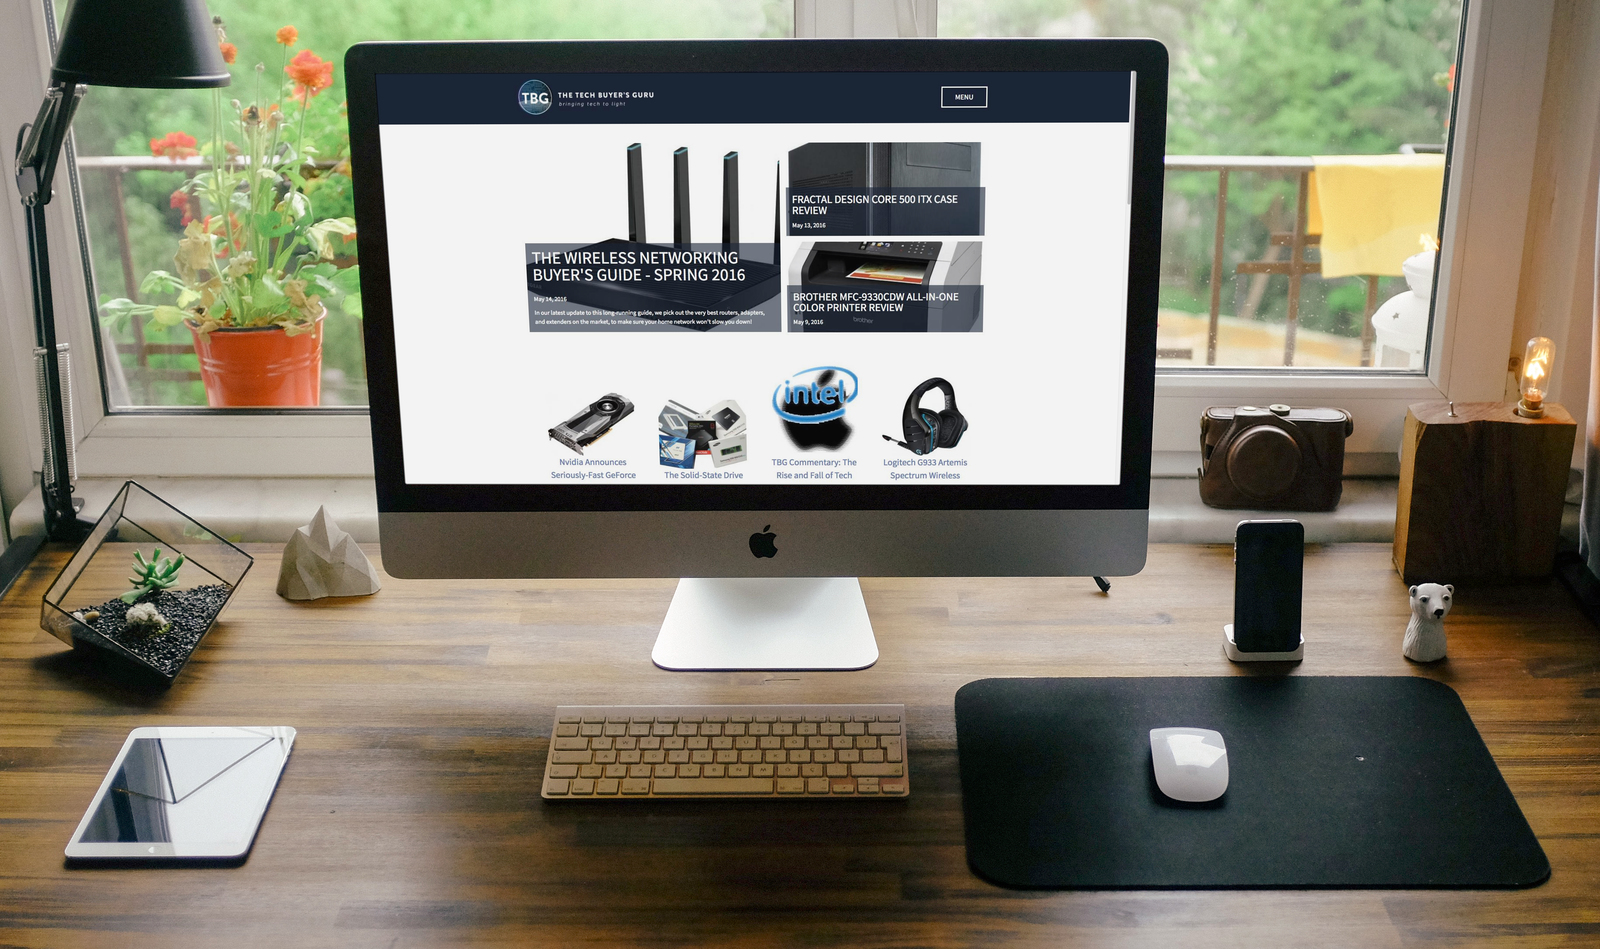 TBG
THE TECH BUYER'S GURU
bringing tech to light
MENU
THE WIRELESS NETWORKING
BUYER'S GUIDE - SPRING 2016
May 14, 2016
In our latest update to this long-running guide, we pick out the very best routers, adapters,
and extenders on the market, to make sure your home network won't slow you down!
FRACTAL DESIGN CORE 500 ITX CASE
REVIEW
May 13, 2016
BROTHER MFC-9330CDW ALL-IN-ONE
COLOR PRINTER REVIEW
May 9, 2016
brother
intel
Nvidia Announces
Seriously-Fast GeForce
The Solid-State Drive
TBG Commentary: The
Rise and Fall of Tech
Logitech G933 Artemis
Spectrum Wireless